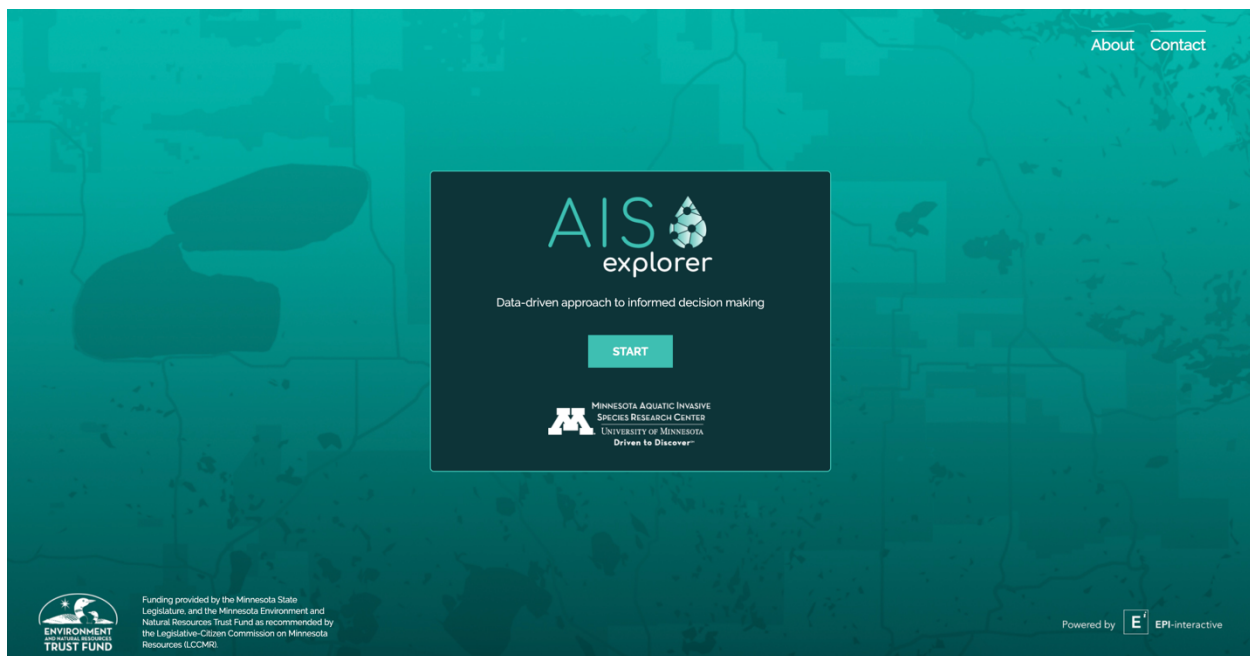 About Contact
AIS
explorer
Data-driven approach to informed decision making
START
MINNESOTA AQUATIC INVASIVE
SPECIES RESEARCH CENTER
UNIVERSITY OF MINNESOTA
Driven to Discover℠
ENVIRONMENT
AND NATURAL RESOURCES
TRUST FUND
Funding provided by the Minnesota State
Legislature, and the Minnesota Environment and
Natural Resources Trust Fund as recommended by
the Legislative-Citizen Commission on Minnesota
Resources (LCCMR).
Powered by E i EPI-interactive